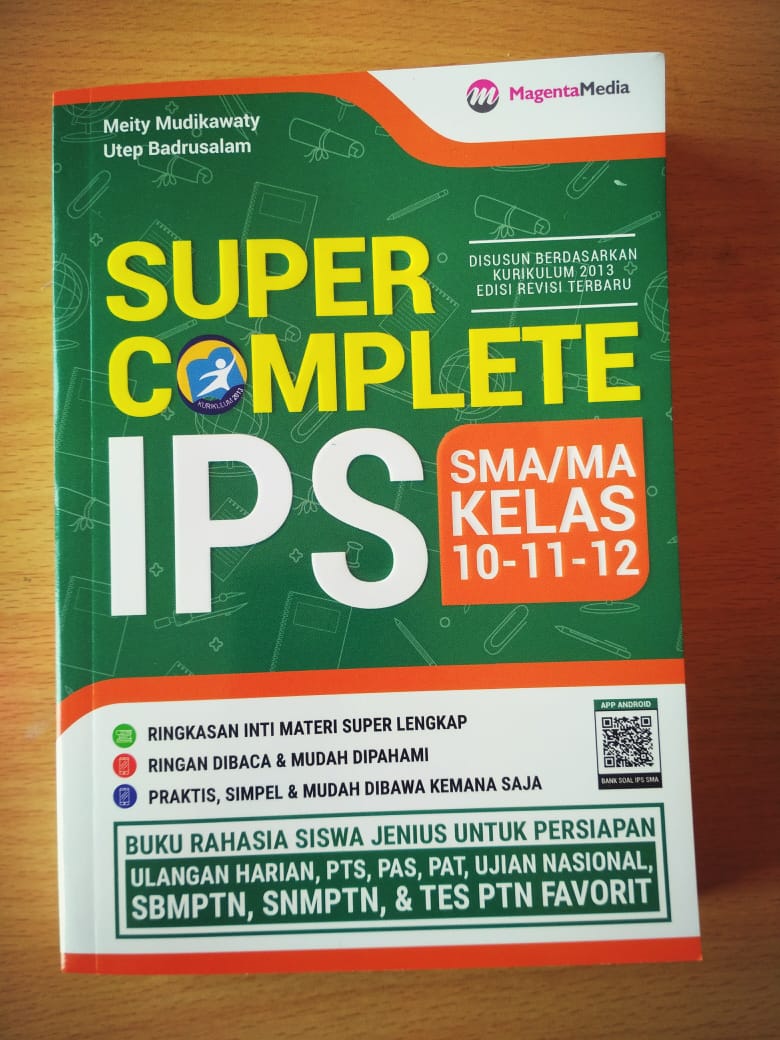 MagentaMedia
Meity Mudikawaty
Utep Badrusalam
SUPER
COMPLETE
KURIKULUM 2013
DISUSUN BERDASARKAN
KURIKULUM 2013
EDISI REVISI TERBARU
IPS
SMA/MA
KELAS
10-11-12
RINGKASAN INTI MATERI SUPER LENGKAP
RINGAN DIBACA & MUDAH DIPAHAMI
PRAKTIS, SIMPEL & MUDAH DIBAWA KEMANA SAJA
APP ANDROID
BANK SOAL IPS SMA
BUKU RAHASIA SISWA JENIUS UNTUK PERSIAPAN
ULANGAN HARIAN, PTS, PAS, PAT, UJIAN NASIONAL,
SBMPTN, SNMPTN, & TES PTN FAVORIT